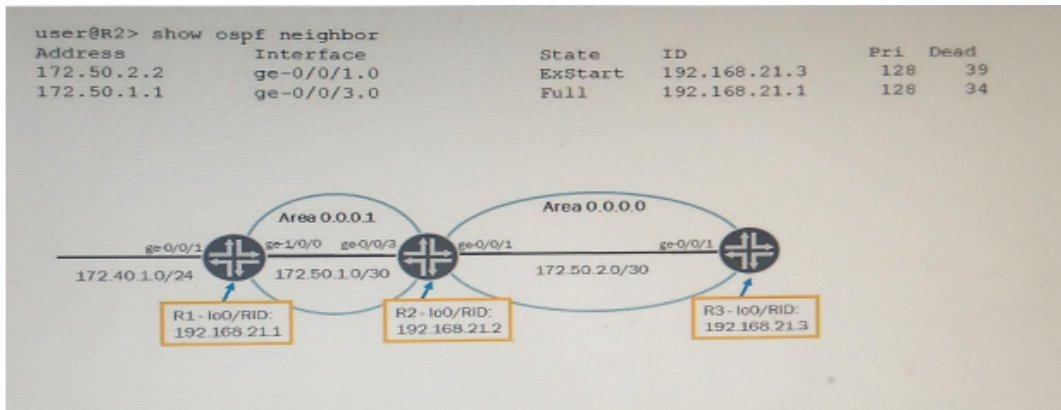 user@R2> show ospf neighbor
Address Interface State ID Pri Dead
172.50.2.2 ge-0/0/1.0 ExStart 192.168.21.3 128 39
172.50.1.1 ge-0/0/3.0 Full 192.168.21.1 128 34
Area 0.0.0.1
Area 0.0.0.0
ge-0/0/1 ge-1/0/0 ge-0/0/3 ge-0/0/1 ge-0/0/1
172.40.1.0/24 172.50.1.0/30 172.50.2.0/30
R1 - lo0/RID:
192.168.21.1
R2 - lo0/RID:
192.168.21.2
R3 - lo0/RID:
192.168.21.3